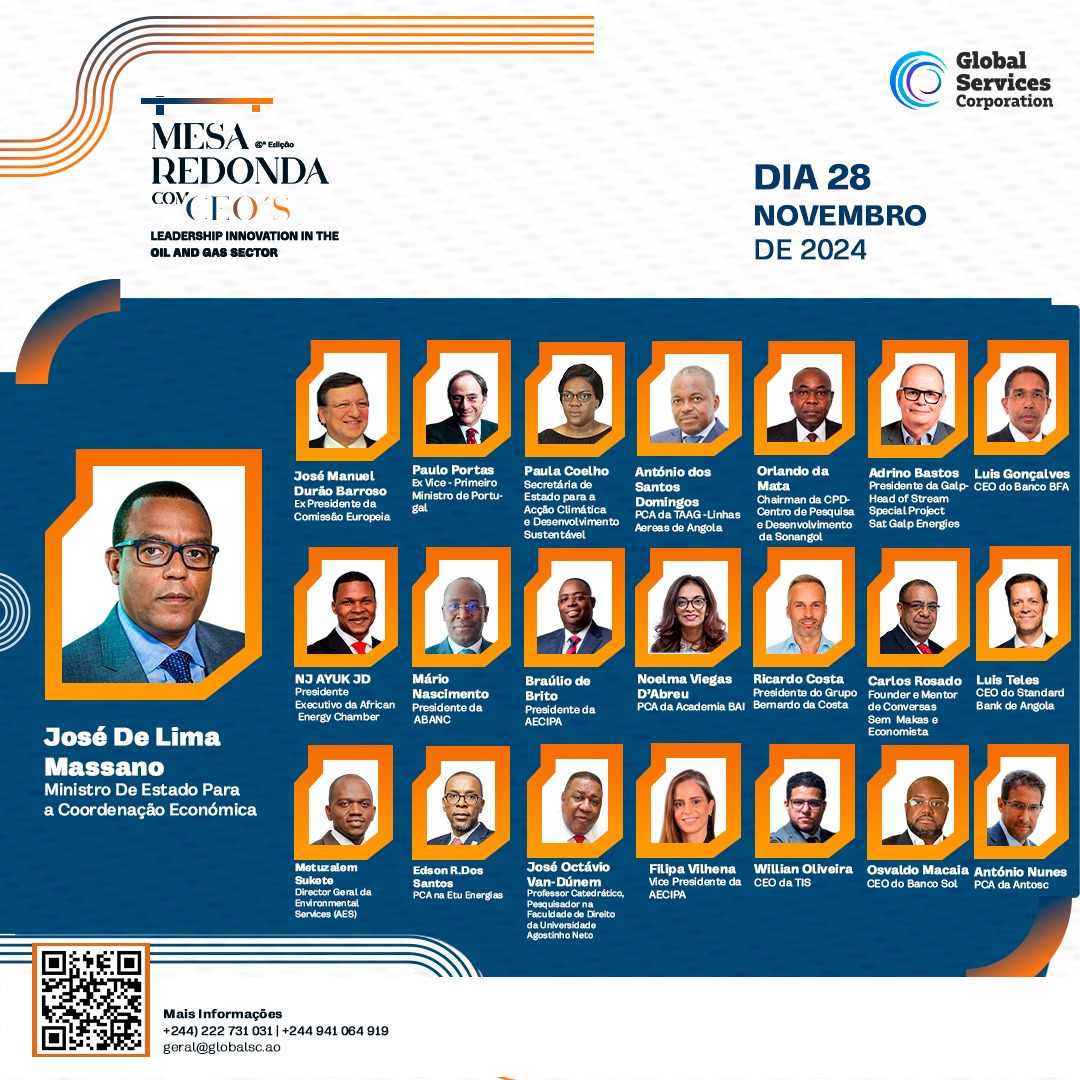 Global
Services
Corporation
MESA
@ª Edição
REDONDA
COM CEO´S
LEADERSHIP INNOVATION IN THE
OIL AND GAS SECTOR
DIA 28
NOVEMBRO
DE 2024
José De Lima
Massano
Ministro De Estado Para
a Coordenação Económica
José Manuel
Durão Barroso
Ex Presidente da
Comissão Europeia
Paulo Portas
Ex Vice - Primeiro
Ministro de Portu-
gal
Paula Coelho
Secretária de
Estado para a
Acção Climática
e Desenvolvimento
Sustentável
António dos
Santos
Domingos
PCA da TAAG -Linhas
Aereas de Angola
Orlando da
Mata
Chairman da CPD-
Centro de Pesquisa
e Desenvolvimento
da Sonangol
Adrino Bastos
Presidente da Galp-
Head of Stream
Special Project
Sat Galp Energies
Luis Gonçalves
CEO do Banco BFA
NJ AYUK JD
Presidente
Executivo da African
Energy Chamber
Mário
Nascimento
Presidente da
ABANC
Braúlio de
Brito
Presidente da
AECIPA
Noelma Viegas
D’Abreu
PCA da Academia BAI
Ricardo Costa
Presidente do Grupo
Bernardo da Costa
Carlos Rosado
Founder e Mentor
de Conversas
Sem Makas e
Economista
Luis Teles
CEO do Standard
Bank de Angola
Metuzalem
Sukete
Director Geral da
Environmental
Services (AES)
Edson R.Dos
Santos
PCA na Etu Energias
José Octávio
Van-Dúnem
Professor Catedrático,
Pesquisador na
Faculdade de Direito
da Universidade
Agostinho Neto
Filipa Vilhena
Vice Presidente da
AECIPA
Willian Oliveira
CEO da TIS
Osvaldo Macaia
CEO do Banco Sol
António Nunes
PCA da Antosc
Mais Informações
+244) 222 731 031 | +244 941 064 919
geral@globalsc.ao